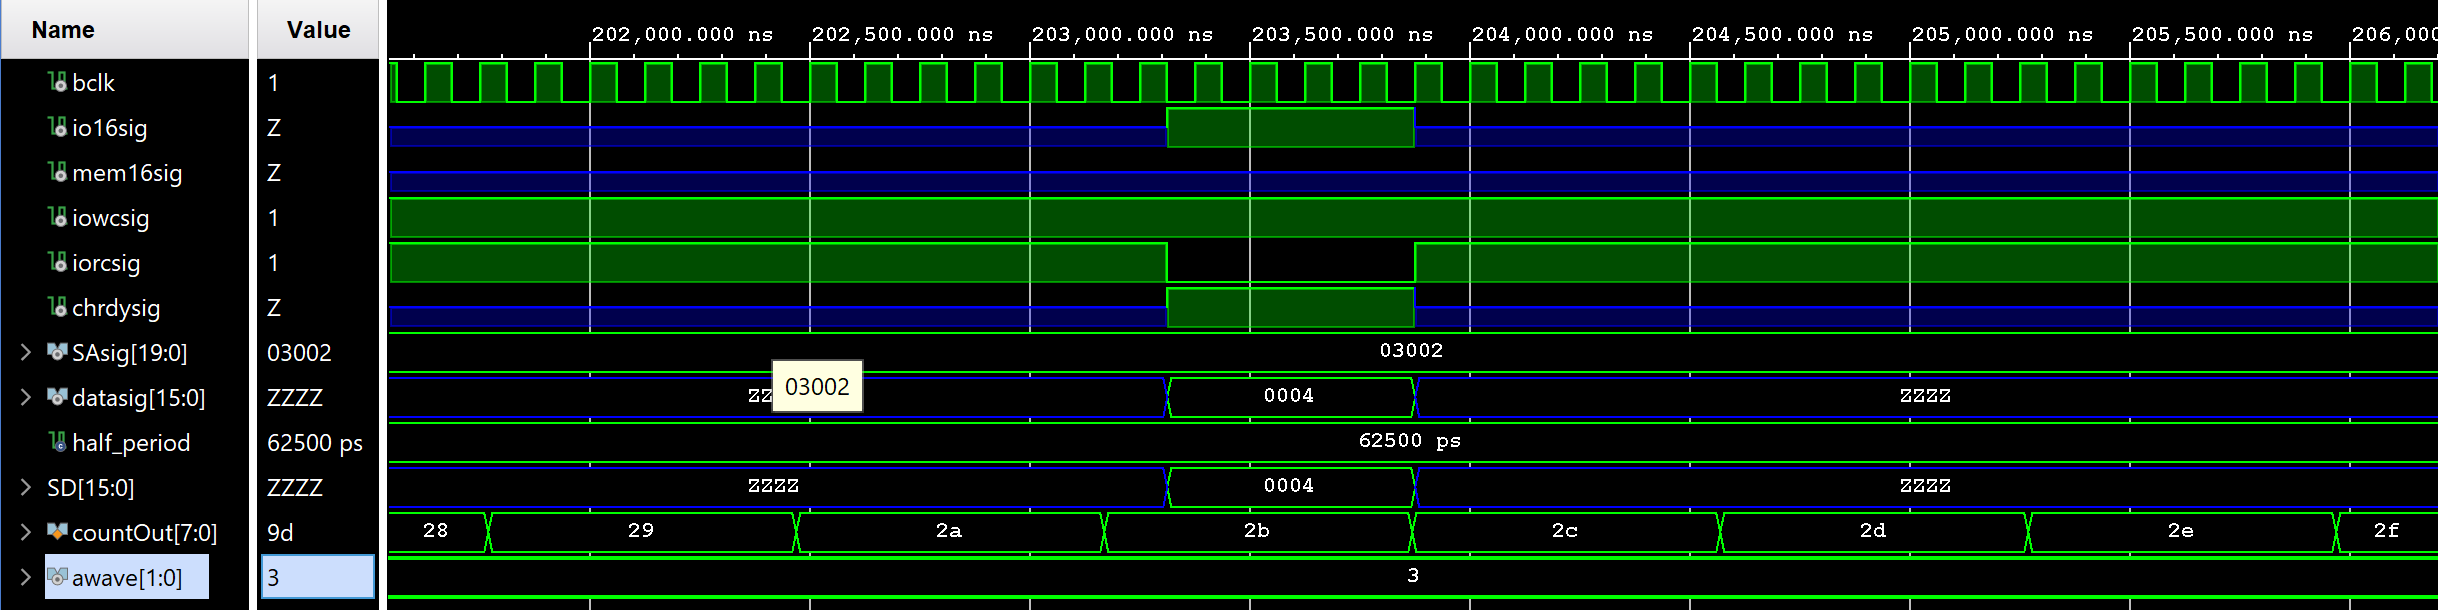 Name Value
202,000.000 ns 202,500.000 ns 203,000.000 ns 203,500.000 ns 204,000.000 ns 204,500.000 ns 205,000.000 ns 205,500.000 ns 206,000
bclk 1
io16sig Z
mem16sig Z
iowcsig 1
iorcsig 1
chrdysig Z
SAsig[19:0] 03002 03002
03002
datasig[15:0] ZZZZ ZZ 0004 ZZZZ
half_period 62500 ps 62500 ps
SD[15:0] ZZZZ ZZZZ 0004 ZZZZ
countOut[7:0] 9d 28 29 2a 2b 2c 2d 2e 2f
awave[1:0] 3 3